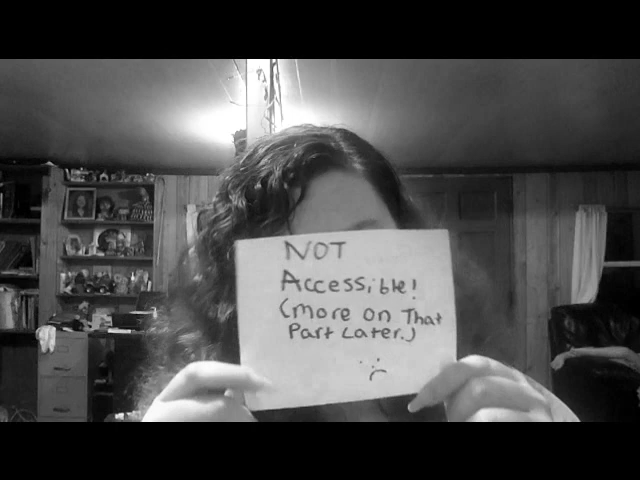 NOT
Accessible!
(more on That
Part Later.)
:(